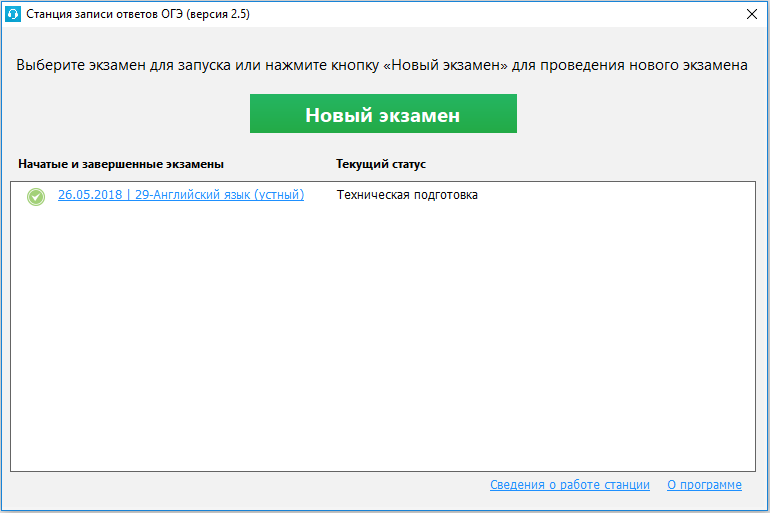 Станция записи ответов ОГЭ (версия 2.5)
Выберите экзамен для запуска или нажмите кнопку «Новый экзамен» для проведения нового экзамена
Новый экзамен
Начатые и завершенные экзамены Текущий статус
26.05.2018 | 29-Английский язык (устный) Техническая подготовка
Сведения о работе станции О программе